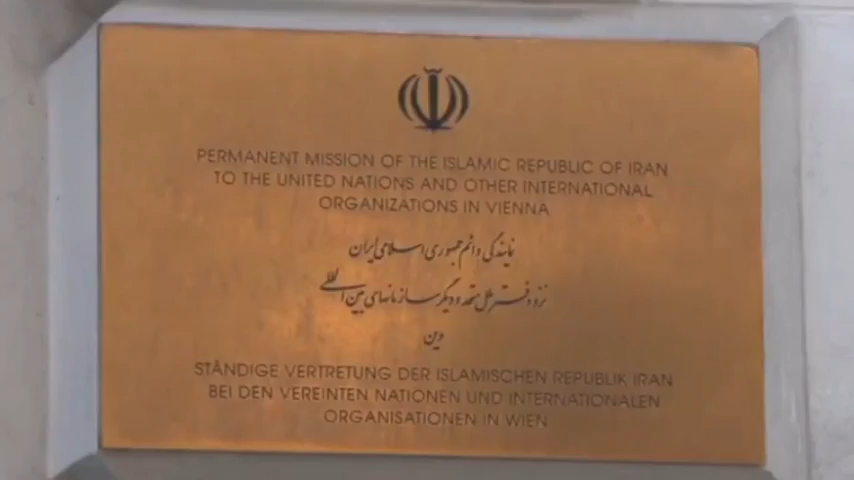 PERMANENT MISSION OF THE ISLAMIC REPUBLIC OF IRAN
TO THE UNITED NATIONS AND OTHER INTERNATIONAL
ORGANIZATIONS IN VIENNA
نمایندگی دائم جمهوری اسلامی ایران
نزد دفتر ملل متحد و دیگر سازمانهای بین المللی
وین
STÄNDIGE VERTRETUNG DER ISLAMISCHEN REPUBLIK IRAN
BEI DEN VEREINTEN NATIONEN UND INTERNATIONALEN
ORGANISATIONEN IN WIEN